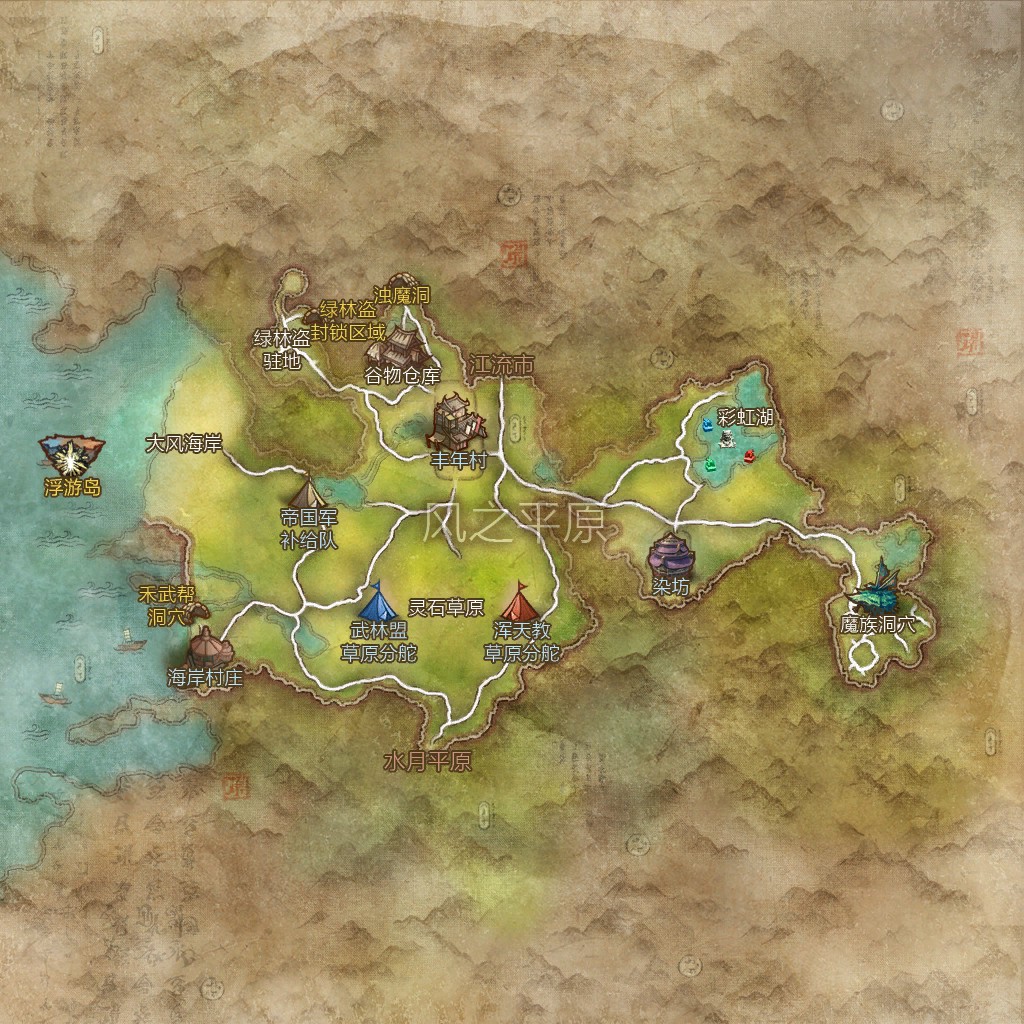 浊魔洞
绿林盗
封锁区域
绿林盗
驻地
谷物仓库
江流市
彩虹湖
大风海岸
丰年村
浮游岛
帝国军
补给队
风之平原
染坊
禾武帮
洞穴
灵石草原
武林盟
草原分舵
浑天教
草原分舵
魔族洞穴
海岸村庄
水月平原